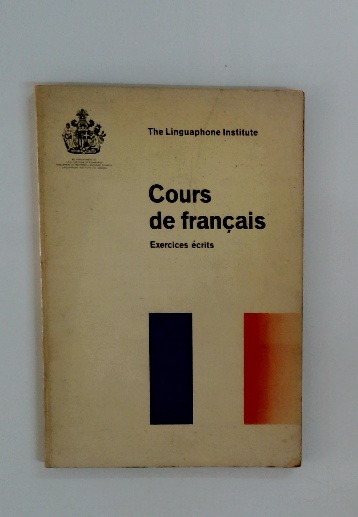 The Linguaphone Institute
Cours
de français
Exercices écrits